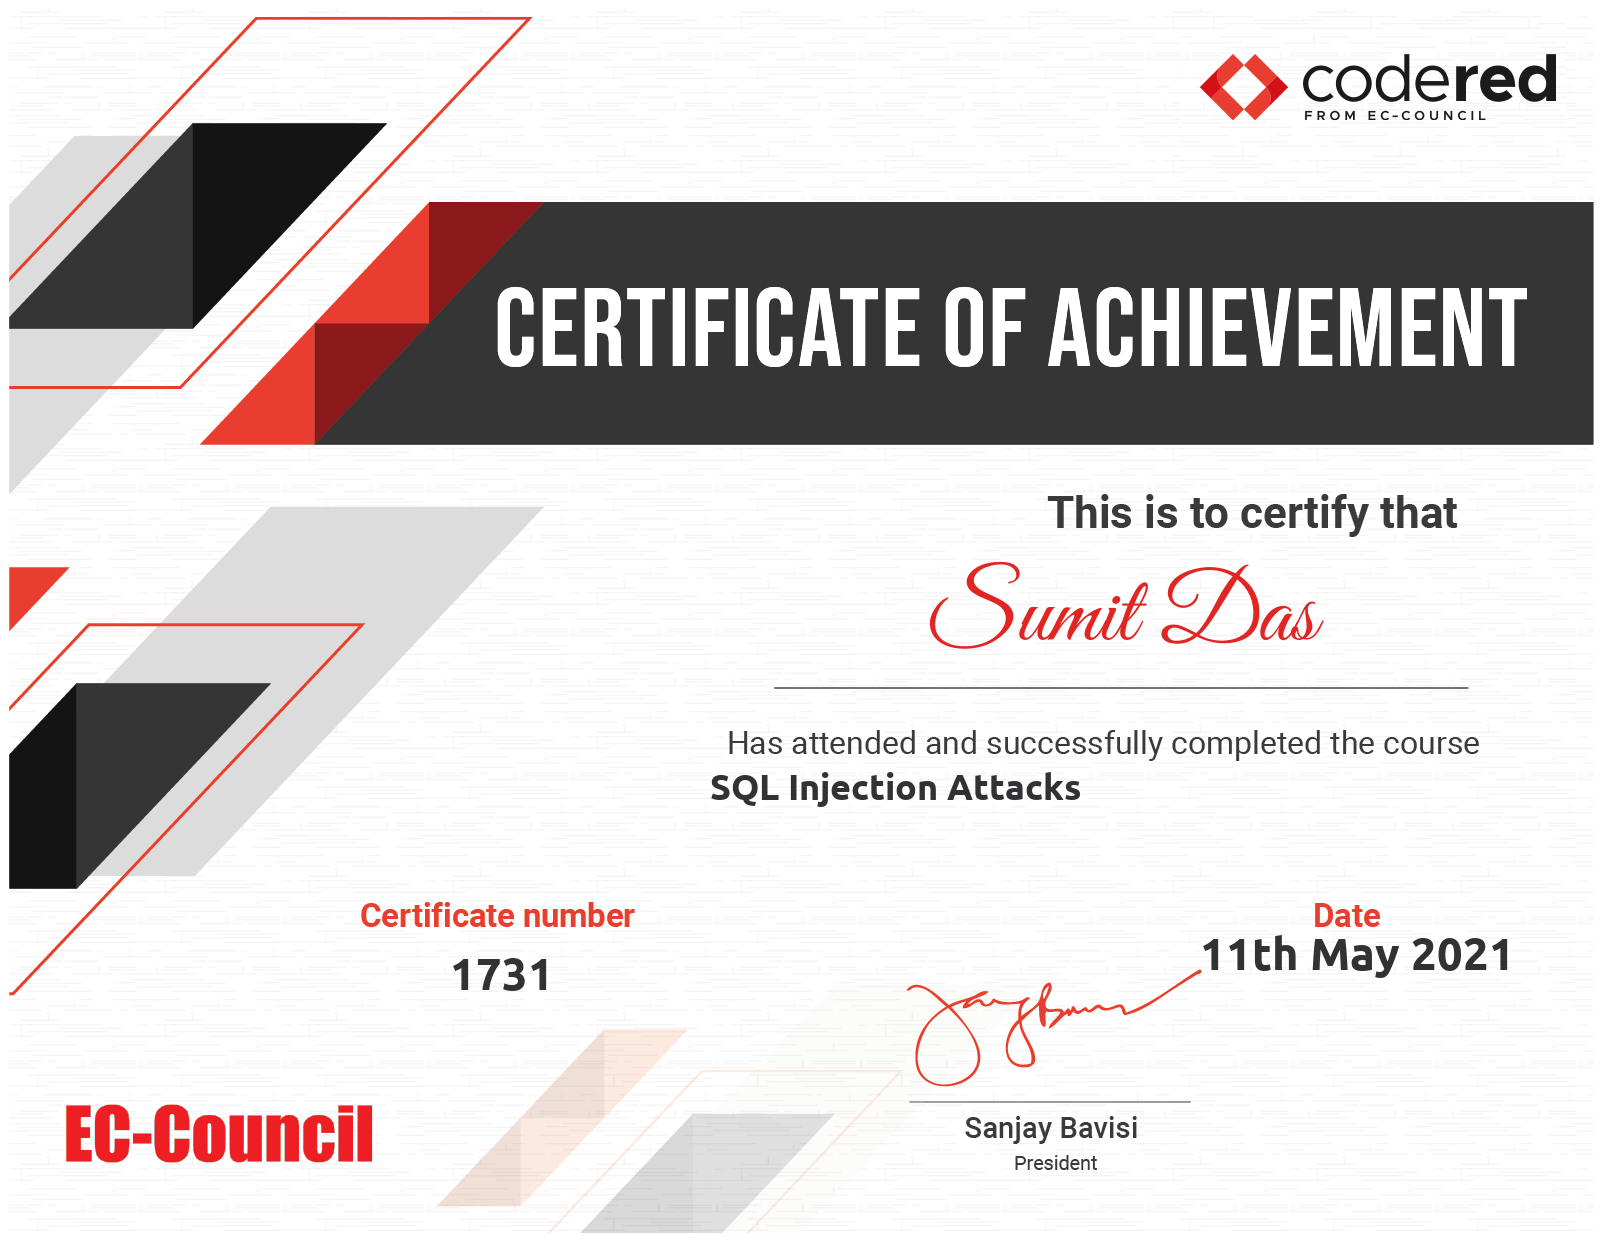 codered
FROM EC-COUNCIL
CERTIFICATE OF ACHIEVEMENT
This is to certify that
Sumit Das
Has attended and successfully completed the course
SQL Injection Attacks
Certificate number
1731
Date
11th May 2021
Sanjay Bavisi
President
EC-Council